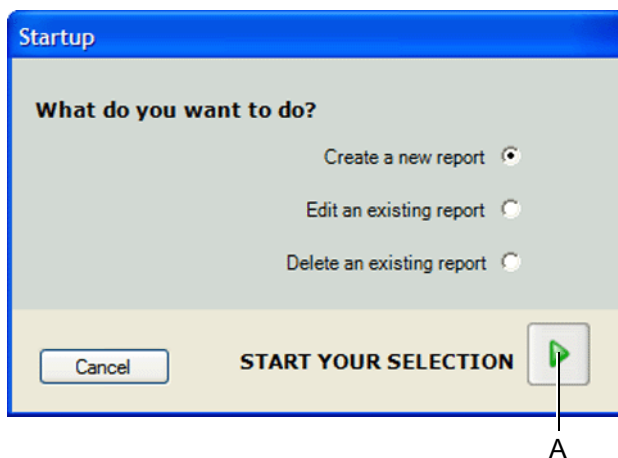 Startup
What do you want to do?
Create a new report
Edit an existing report
Delete an existing report
Cancel
START YOUR SELECTION
A